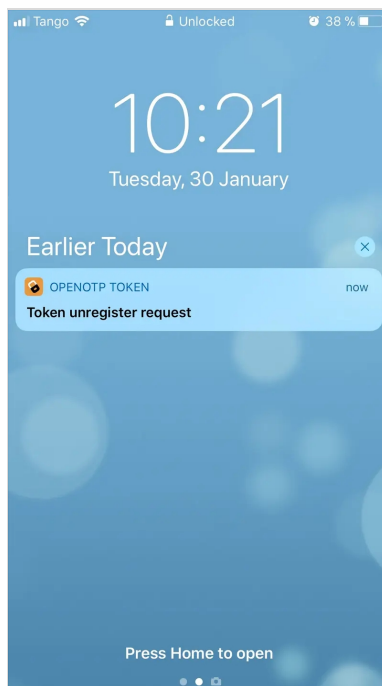 Tango Unlocked 38 %
10:21
Tuesday, 30 January
Earlier Today
OPENOTP TOKEN now
Token unregister request
Press Home to open